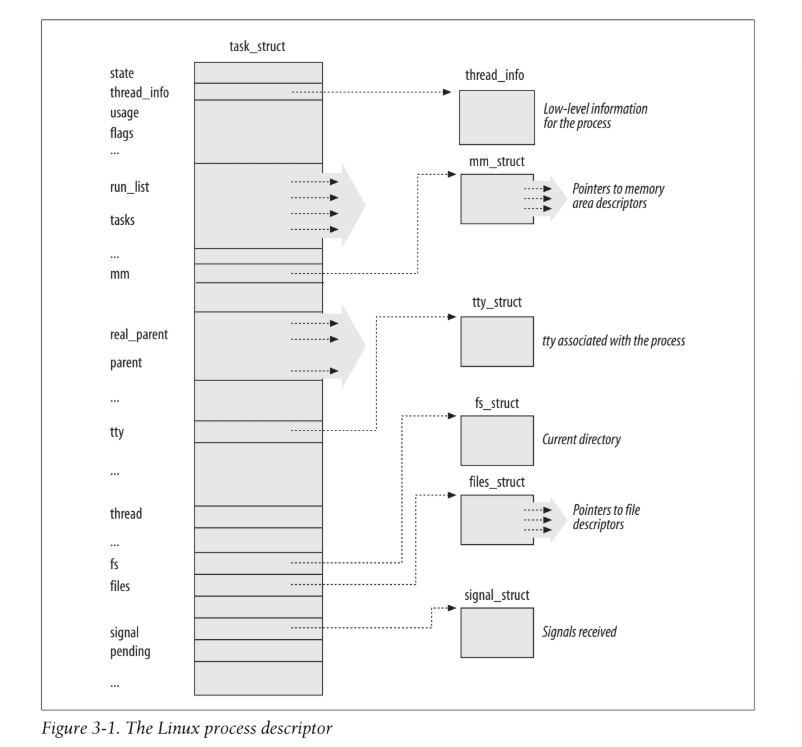 task_struct
state
thread_info
usage
flags
...
run_list
tasks
...
mm
real_parent
parent
...
tty
...
thread
...
fs
files
signal
pending
...
thread_info
Low-level information
for the process
mm_struct
Pointers to memory
area descriptors
tty_struct
tty associated with the process
fs_struct
Current directory
files_struct
Pointers to file
descriptors
signal_struct
Signals received
Figure 3-1. The Linux process descriptor